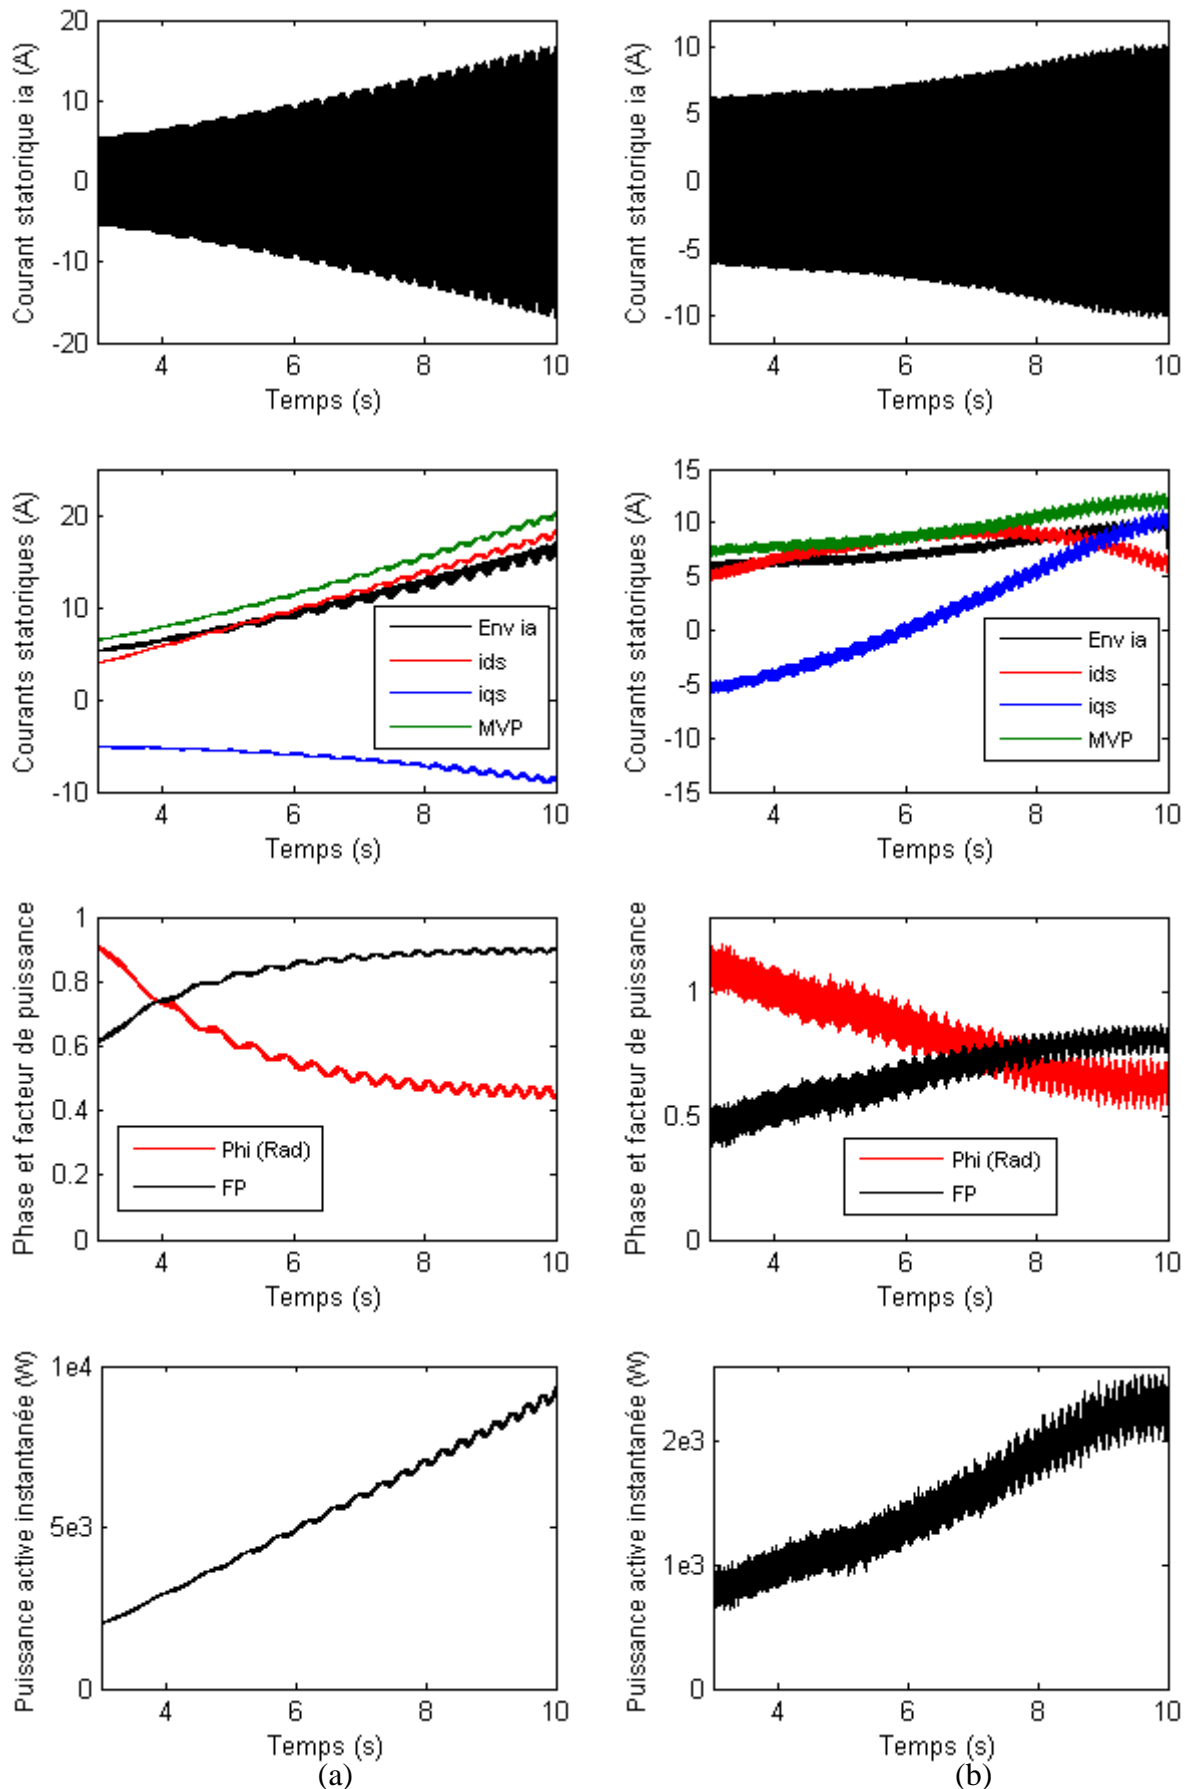 Courant statorique ia (A)
20
10
0
-10
-20
4
6
8
10
Temps (s)
Courant statorique ia (A)
10
5
0
-5
-10
4
6
8
10
Temps (s)
Courants statoriques (A)
20
10
0
-10
4
6
8
10
Env ia
ids
iqs
MVP
Temps (s)
Courants statoriques (A)
15
10
5
0
-5
-10
-15
4
6
8
10
Env ia
ids
iqs
MVP
Temps (s)
Phase et facteur de puissance
1
0.8
0.6
0.4
0.2
0
4
6
8
10
Phi (Rad)
FP
Temps (s)
Phase et facteur de puissance
1
0.5
0
4
6
8
10
Phi (Rad)
FP
Temps (s)
Puissance active instantanée (W)
1e4
5e3
0
4
6
8
10
Temps (s)
(a)
Puissance active instantanée (W)
2e3
1e3
0
4
6
8
10
Temps (s)
(b)